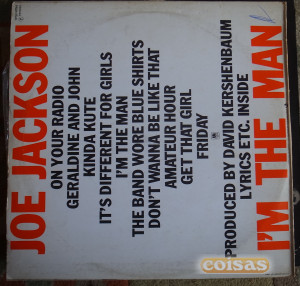 JOE JACKSON
ON YOUR RADIO
GERALDINE AND JOHN
KINDA KUTE
IT'S DIFFERENT FOR GIRLS
I'M THE MAN
THE BAND WORE BLUE SHIRTS
DON'T WANNA BE LIKE THAT
AMATEUR HOUR
GET THAT GIRL
FRIDAY
PRODUCED BY DAVID KERSHENBAUM
LYRICS ETC. INSIDE
I'M THE MAN
coisas